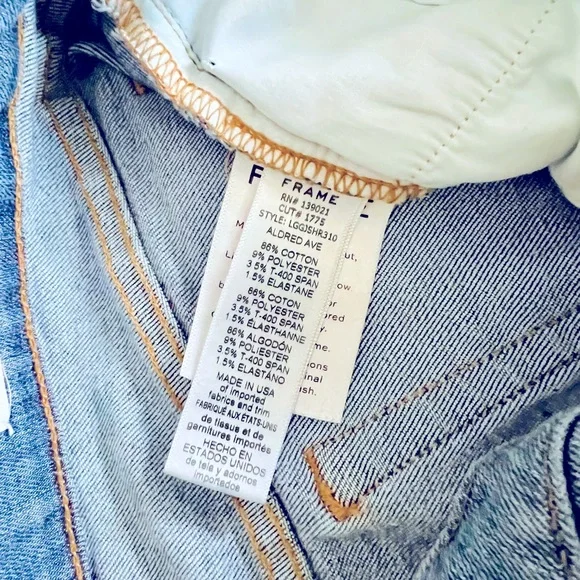 FRAME
RN# 139021
CUT# 1775
STYLE: LGGJSHR310
ALDRED AVE
86% COTTON
9% POLYESTER
3.5% T-400 SPAN
1.5% ELASTANE
86% COTON
9% POLYESTER
3.5% T-400 SPAN
1.5% ÉLASTHANNE
86% ALGODÓN
9% POLIESTER
3.5% T-400 SPAN
1.5% ELASTANO
MADE IN USA
of imported
fabrics and trim
FABRIQUÉ AUX ÉTATS-UNIS
de tissus et de
garnitures importés
HECHO EN
ESTADOS UNIDOS
de tela y adornos
importados